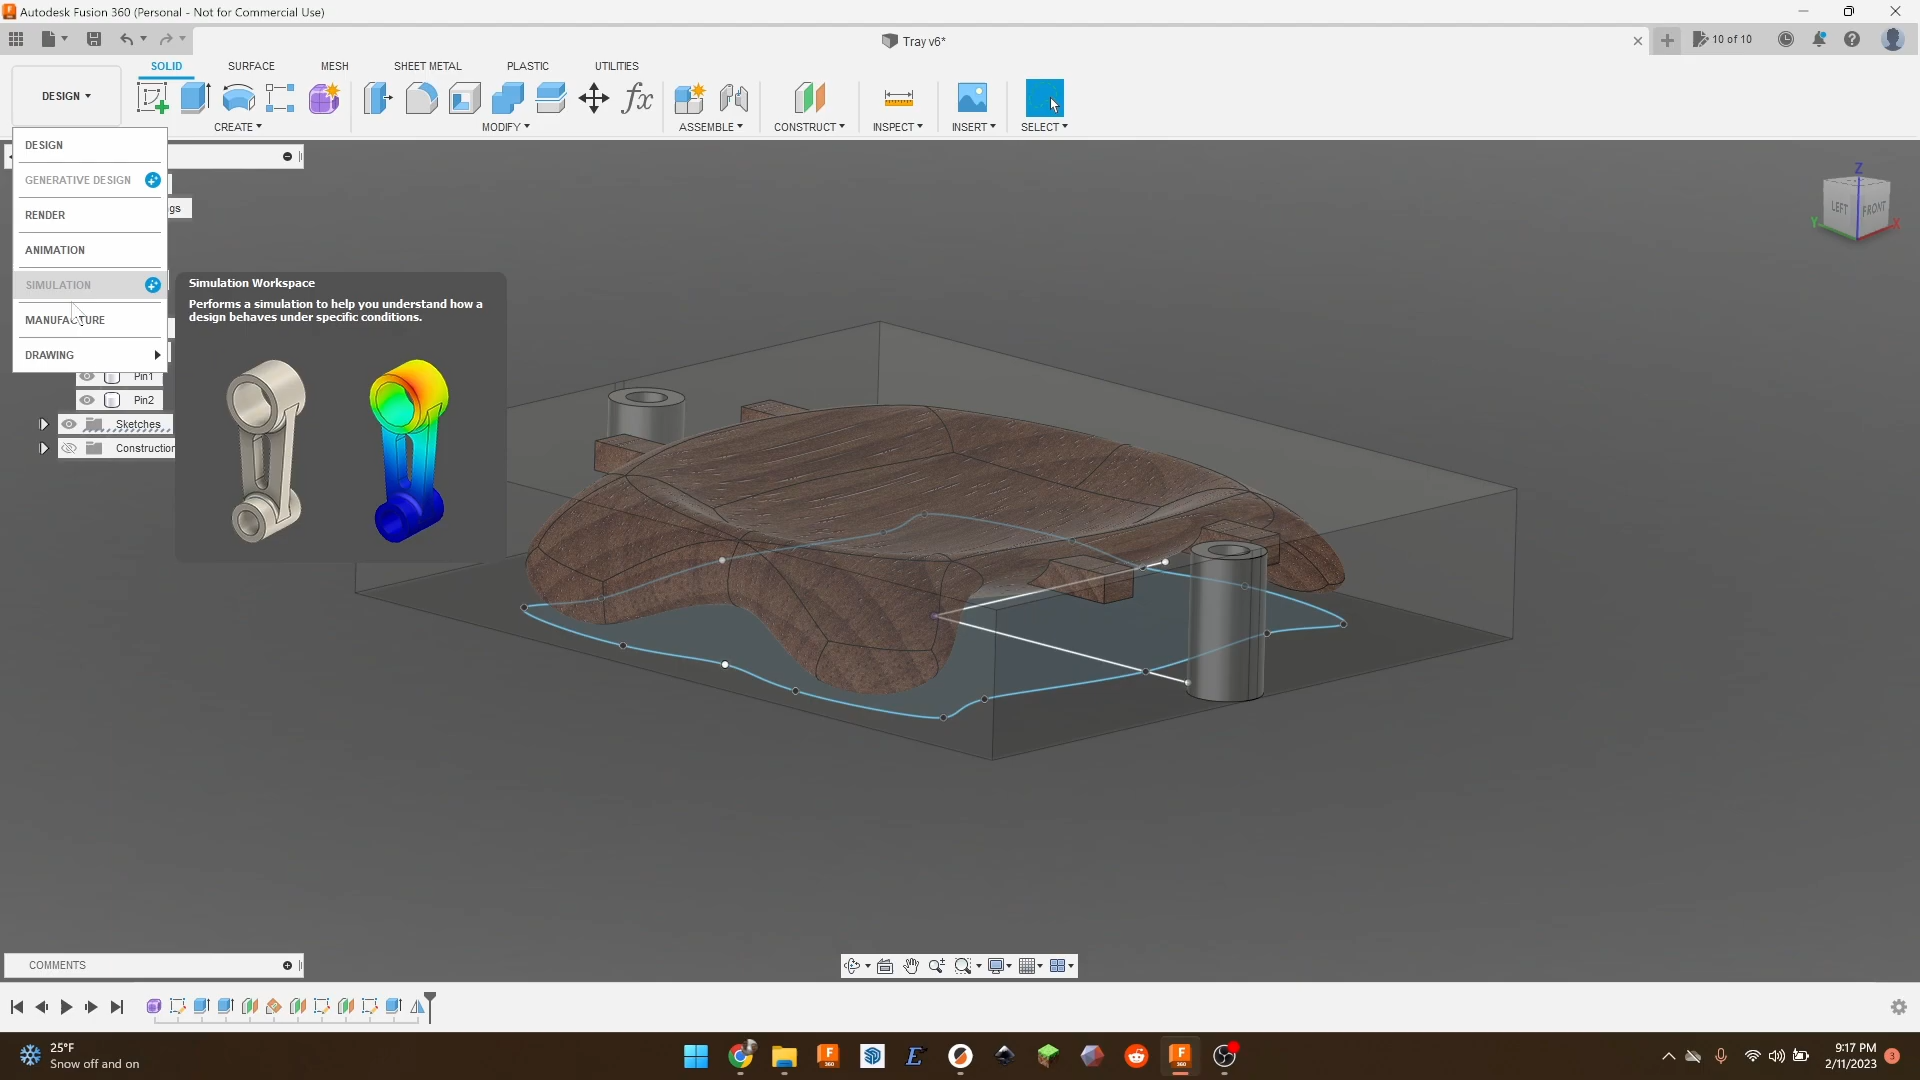 Autodesk Fusion 360 (Personal - Not for Commercial Use)
Tray v6*
10 of 10
DESIGN
SOLID
SURFACE
MESH
SHEET METAL
PLASTIC
UTILITIES
CREATE
MODIFY
ASSEMBLE
CONSTRUCT
INSPECT
INSERT
SELECT
DESIGN
GENERATIVE DESIGN
RENDER
ANIMATION
SIMULATION
MANUFACTURE
DRAWING
gs
Simulation Workspace
Performs a simulation to help you understand how a
design behaves under specific conditions.
Pin1
Pin2
Sketches
Construction
Z
LEFT
FRONT
Y
X
COMMENTS
25°F
Snow off and on
9:17 PM
2/11/2023
3